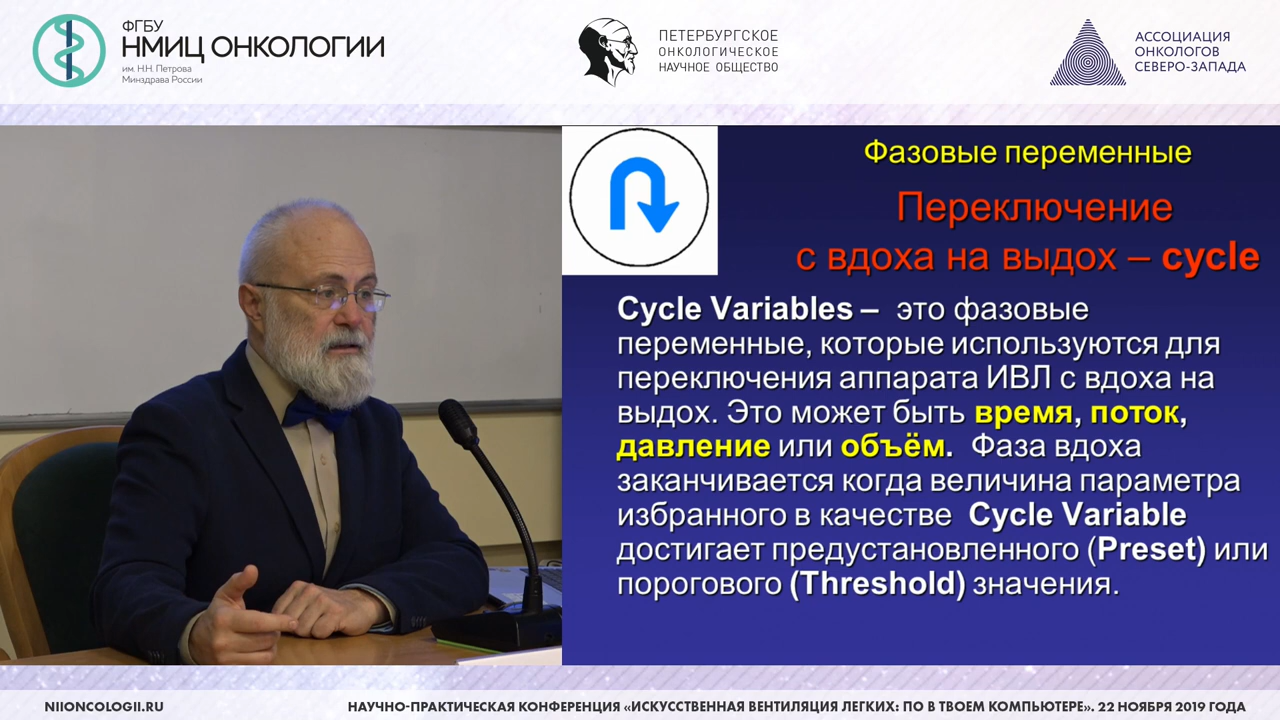 ФГБУ
НМИЦ ОНКОЛОГИИ
им. Н.Н. Петрова
Минздрава России
ПЕТЕРБУРГСКОЕ
ОНКОЛОГИЧЕСКОЕ
НАУЧНОЕ ОБЩЕСТВО
АССОЦИАЦИЯ
ОНКОЛОГОВ
СЕВЕРО-ЗАПАДА
Фазовые переменные
Переключение
с вдоха на выдох – cycle
Cycle Variables – это фазовые
переменные, которые используются для
переключения аппарата ИВЛ с вдоха на
выдох. Это может быть время, поток,
давление или объём. Фаза вдоха
заканчивается когда величина параметра
избранного в качестве Cycle Variable
достигает предустановленного (Preset) или
порогового (Threshold) значения.
NIIONCOLOGII.RU
НАУЧНО-ПРАКТИЧЕСКАЯ КОНФЕРЕНЦИЯ «ИСКУССТВЕННАЯ ВЕНТИЛЯЦИЯ ЛЕГКИХ: ПО В ТВОЕМ КОМПЬЮТЕРЕ». 22 НОЯБРЯ 2019 ГОДА